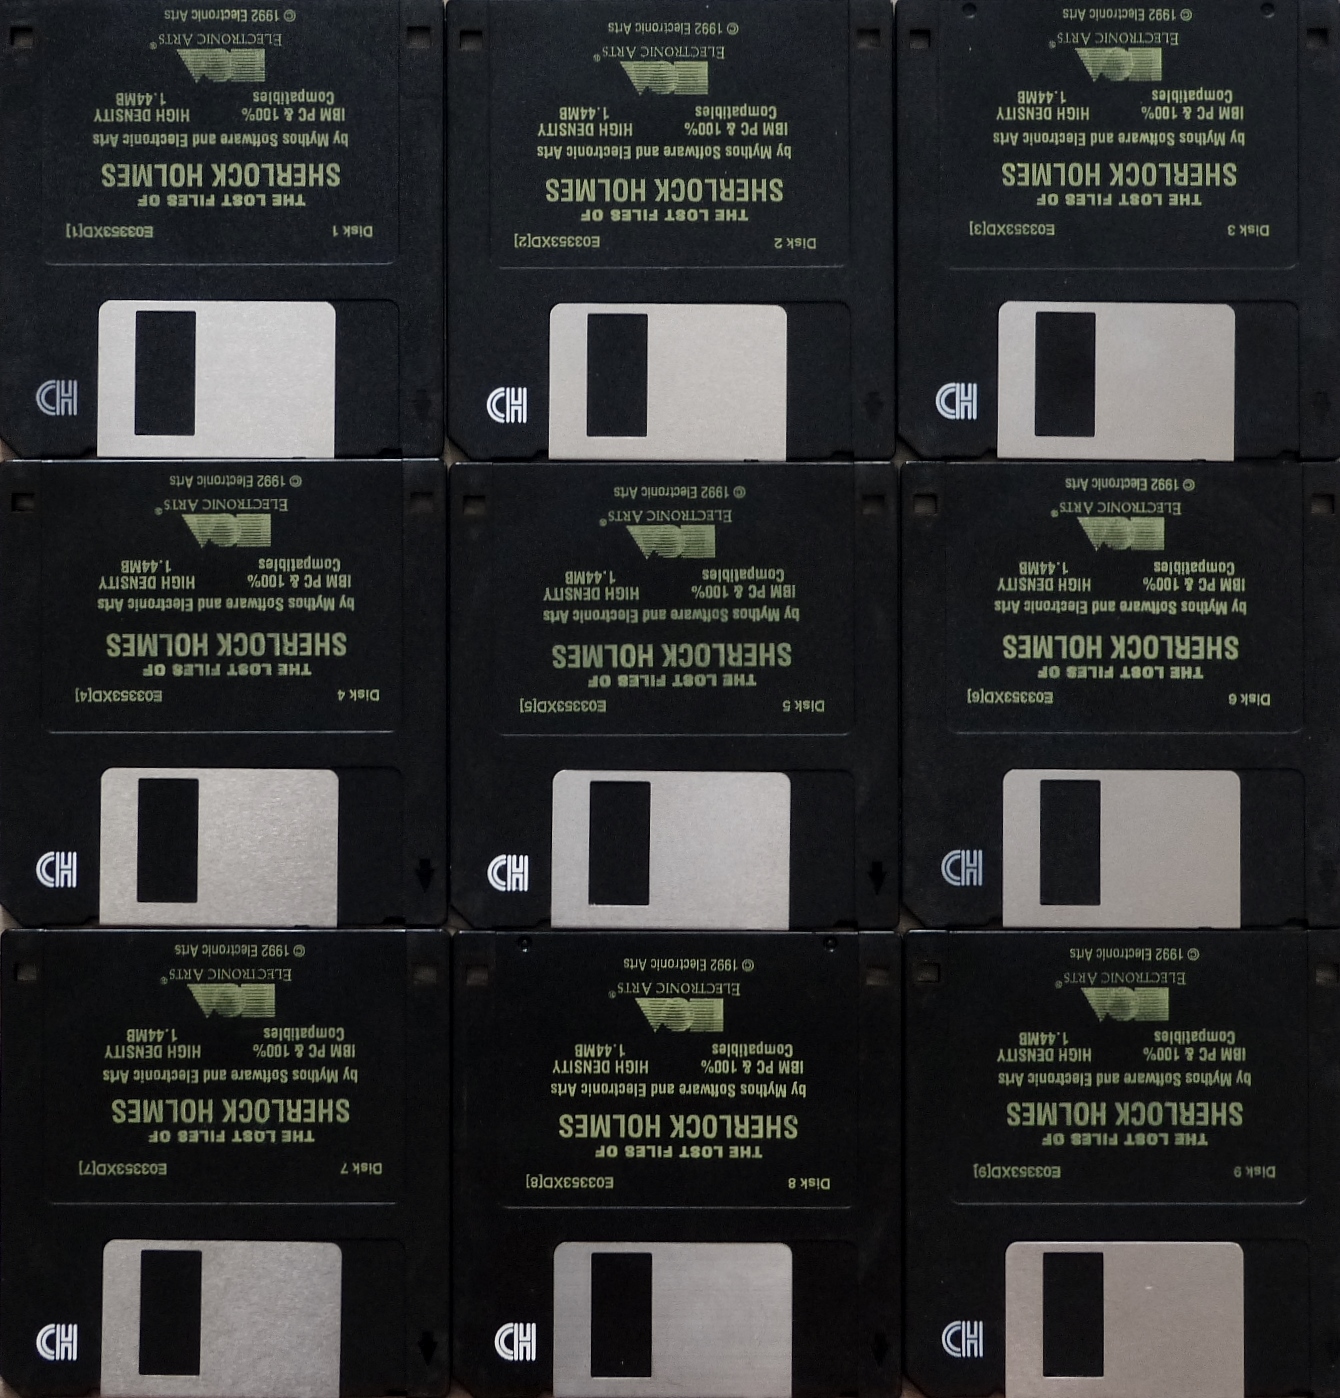 Disk 1 E03353XD[1]
THE LOST FILES OF
SHERLOCK HOLMES
by Mythos Software and Electronic Arts
IBM PC & 100% HIGH DENSITY
Compatibles 1.44MB
ELECTRONIC ARTS®
© 1992 Electronic Arts
CH
Disk 2 E03353XD[2]
THE LOST FILES OF
SHERLOCK HOLMES
by Mythos Software and Electronic Arts
IBM PC & 100% HIGH DENSITY
Compatibles 1.44MB
ELECTRONIC ARTS®
© 1992 Electronic Arts
CH
Disk 3 E03353XD[3]
THE LOST FILES OF
SHERLOCK HOLMES
by Mythos Software and Electronic Arts
IBM PC & 100% HIGH DENSITY
Compatibles 1.44MB
ELECTRONIC ARTS®
© 1992 Electronic Arts
CH
Disk 4 E03353XD[4]
THE LOST FILES OF
SHERLOCK HOLMES
by Mythos Software and Electronic Arts
IBM PC & 100% HIGH DENSITY
Compatibles 1.44MB
ELECTRONIC ARTS®
© 1992 Electronic Arts
CH
Disk 5 E03353XD[5]
THE LOST FILES OF
SHERLOCK HOLMES
by Mythos Software and Electronic Arts
IBM PC & 100% HIGH DENSITY
Compatibles 1.44MB
ELECTRONIC ARTS®
© 1992 Electronic Arts
CH
Disk 6 E03353XD[6]
THE LOST FILES OF
SHERLOCK HOLMES
by Mythos Software and Electronic Arts
IBM PC & 100% HIGH DENSITY
Compatibles 1.44MB
ELECTRONIC ARTS®
© 1992 Electronic Arts
CH
Disk 7 E03353XD[7]
THE LOST FILES OF
SHERLOCK HOLMES
by Mythos Software and Electronic Arts
IBM PC & 100% HIGH DENSITY
Compatibles 1.44MB
ELECTRONIC ARTS®
© 1992 Electronic Arts
CH
Disk 8 E03353XD[8]
THE LOST FILES OF
SHERLOCK HOLMES
by Mythos Software and Electronic Arts
IBM PC & 100% HIGH DENSITY
Compatibles 1.44MB
ELECTRONIC ARTS®
© 1992 Electronic Arts
CH
Disk 9 E03353XD[9]
THE LOST FILES OF
SHERLOCK HOLMES
by Mythos Software and Electronic Arts
IBM PC & 100% HIGH DENSITY
Compatibles 1.44MB
ELECTRONIC ARTS®
© 1992 Electronic Arts
CH